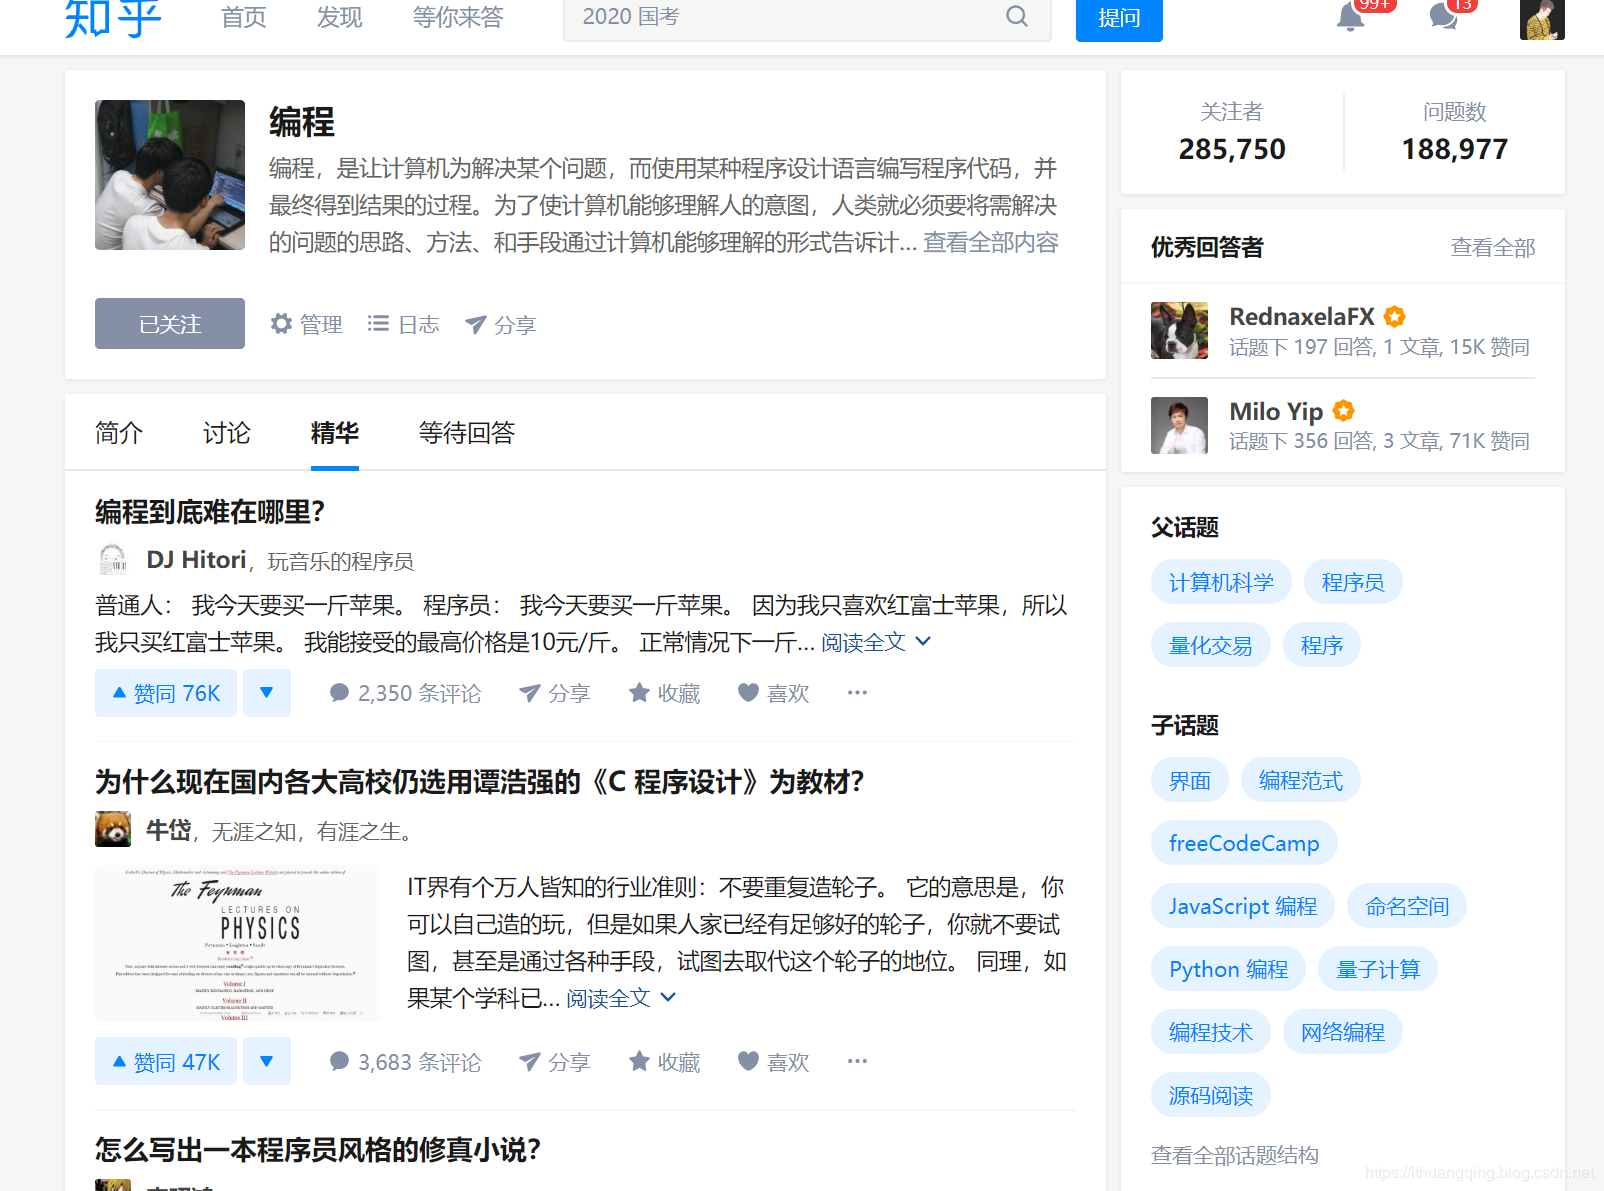 知乎 首页 发现 等你来答 2020 国考 提问 99+ 13
编程
编程，是让计算机为解决某个问题，而使用某种程序设计语言编写程序代码，并
最终得到结果的过程。为了使计算机能够理解人的意图，人类就必须要将需解决
的问题的思路、方法、和手段通过计算机能够理解的形式告诉计... 查看全部内容
已关注 管理 日志 分享
简介 讨论 精华 等待回答
编程到底难在哪里？
DJ Hitori，玩音乐的程序员
普通人： 我今天要买一斤苹果。 程序员： 我今天要买一斤苹果。 因为我只喜欢红富士苹果，所以
我只买红富士苹果。 我能接受的最高价格是10元/斤。 正常情况下一斤... 阅读全文
赞同 76K 2,350 条评论 分享 收藏 喜欢 ···
为什么现在国内各大高校仍选用谭浩强的《C 程序设计》为教材？
牛岱，无涯之知，有涯之生。
The Feynman
LECTURES ON
PHYSICS
Feynman • Leighton • Sands
Volume I
Volume II
Volume III
IT界有个万人皆知的行业准则：不要重复造轮子。 它的意思是，你
可以自己造的玩，但是如果人家已经有足够好的轮子，你就不要试
图，甚至是通过各种手段，试图去取代这个轮子的地位。 同理，如
果某个学科已... 阅读全文
赞同 47K 3,683 条评论 分享 收藏 喜欢 ···
怎么写出一本程序员风格的修真小说？
关注者 问题数
285,750 188,977
优秀回答者 查看全部
RednaxelaFX
话题下 197 回答, 1 文章, 15K 赞同
Milo Yip
话题下 356 回答, 3 文章, 71K 赞同
父话题
计算机科学 程序员
量化交易 程序
子话题
界面 编程范式
freeCodeCamp
JavaScript 编程 命名空间
Python 编程 量子计算
编程技术 网络编程
源码阅读
查看全部话题结构
https://ithuangqing.blog.csdn.net